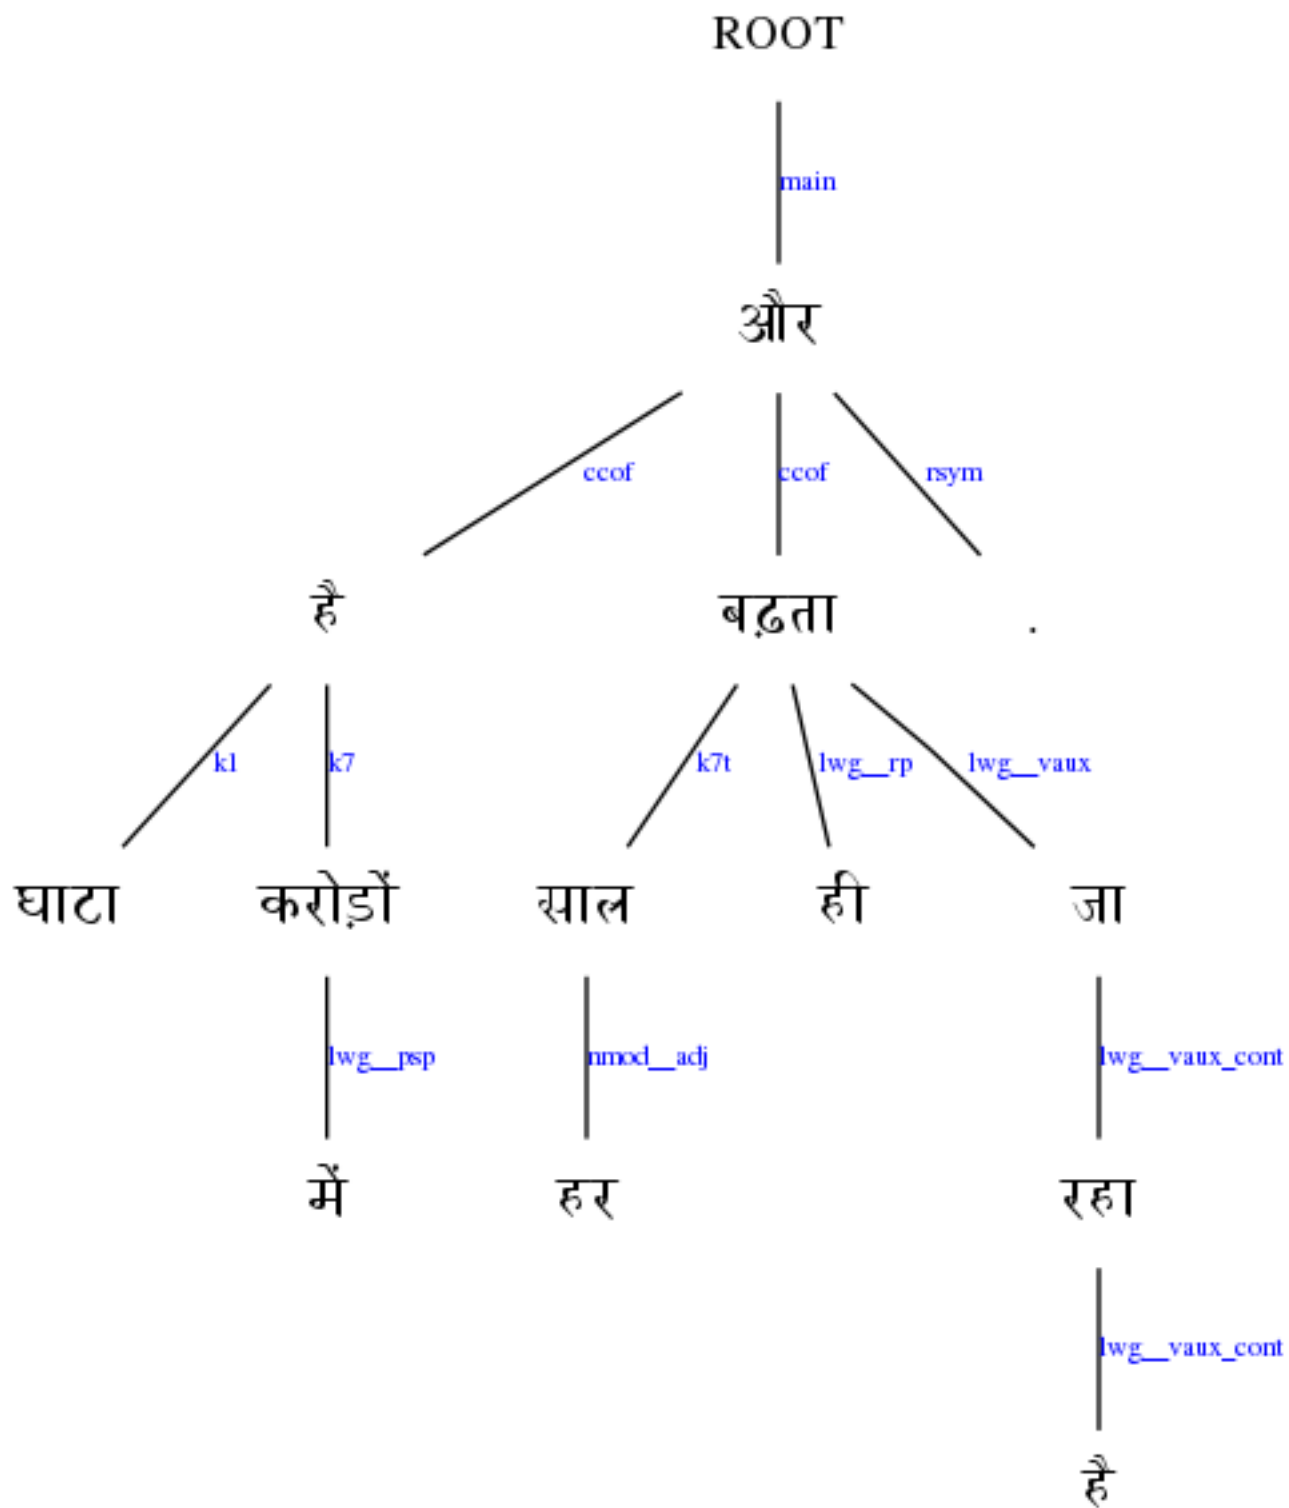 ROOT
main
और
ccof ccof rsym
है बढ़ता .
k1 k7 k7t lwg__rp lwg__vaux
घाटा करोड़ों साल ही जा
lwg__psp nmod__adj lwg__vaux_cont
में हर रहा
lwg__vaux_cont
है